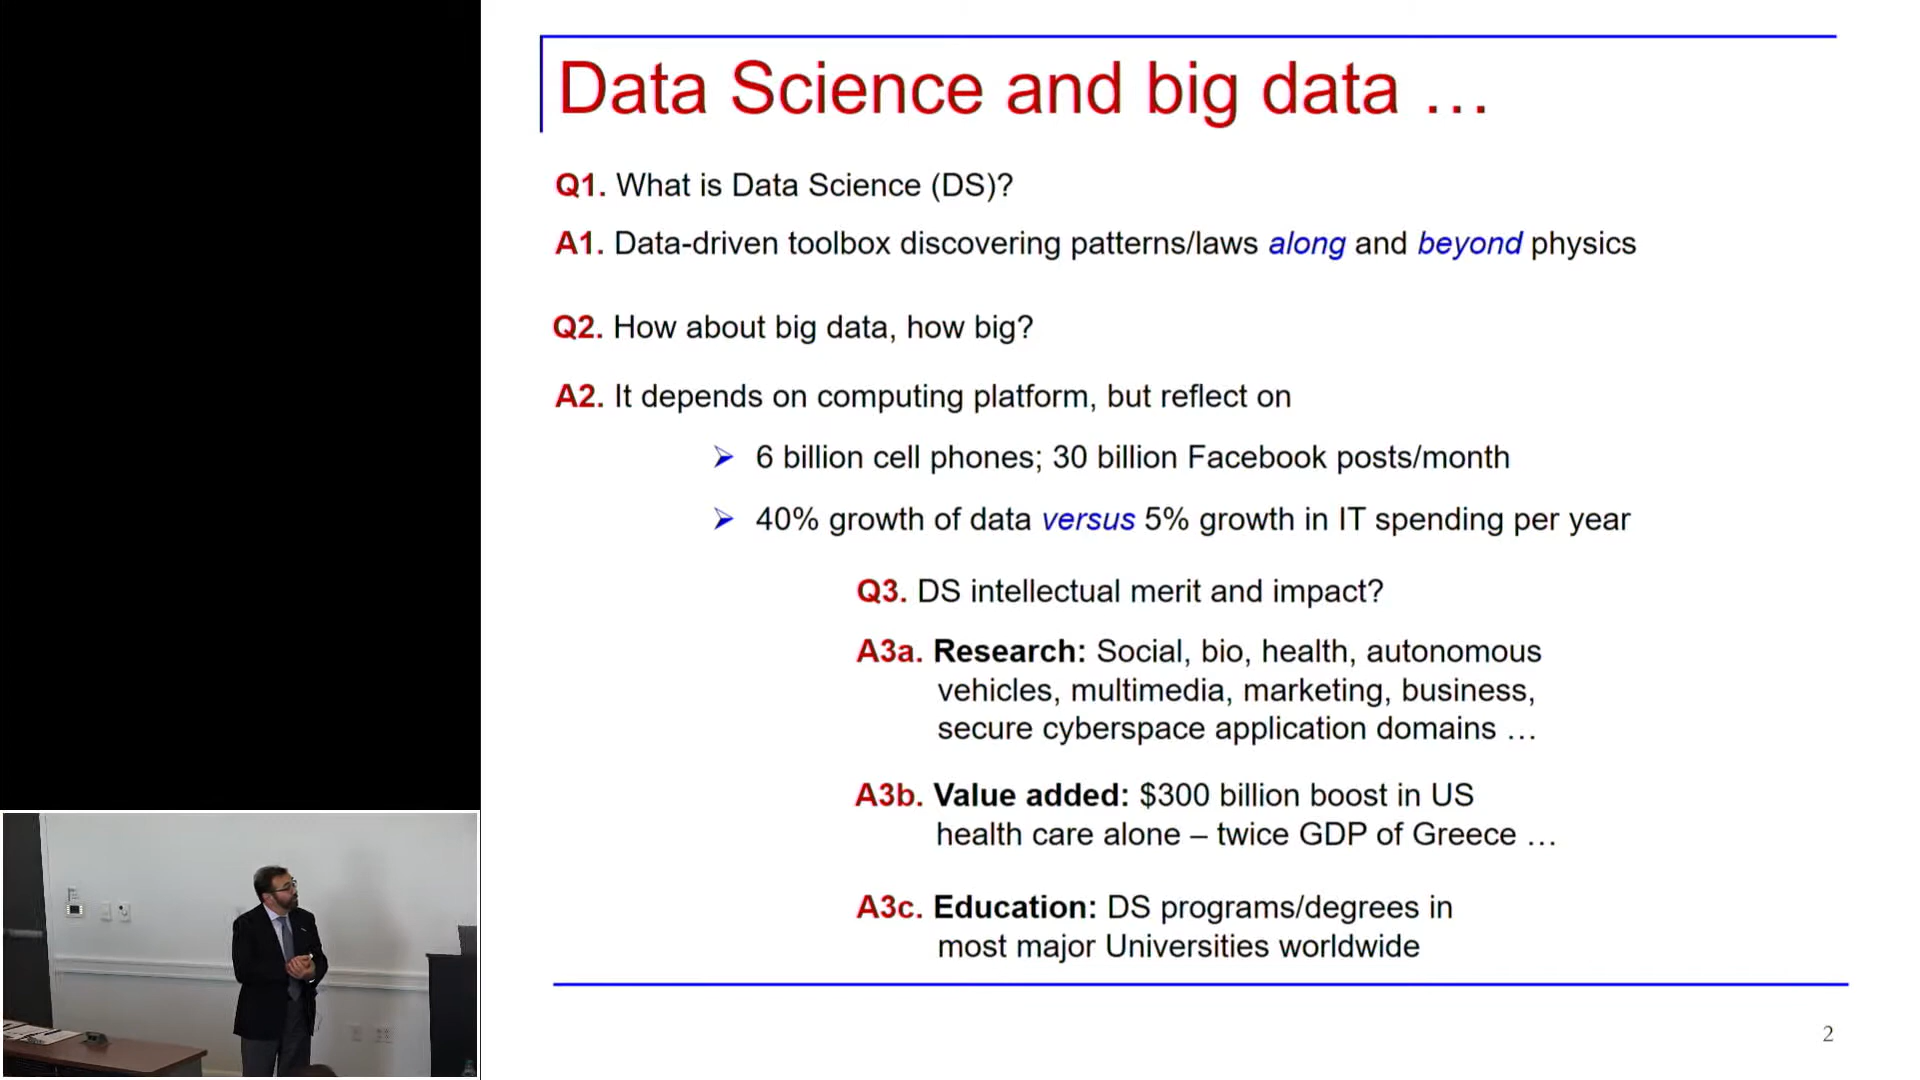 Data Science and big data …
Q1. What is Data Science (DS)?
A1. Data-driven toolbox discovering patterns/laws along and beyond physics
Q2. How about big data, how big?
A2. It depends on computing platform, but reflect on
➢ 6 billion cell phones; 30 billion Facebook posts/month
➢ 40% growth of data versus 5% growth in IT spending per year
Q3. DS intellectual merit and impact?
A3a. Research: Social, bio, health, autonomous
vehicles, multimedia, marketing, business,
secure cyberspace application domains …
A3b. Value added: $300 billion boost in US
health care alone – twice GDP of Greece …
A3c. Education: DS programs/degrees in
most major Universities worldwide
2